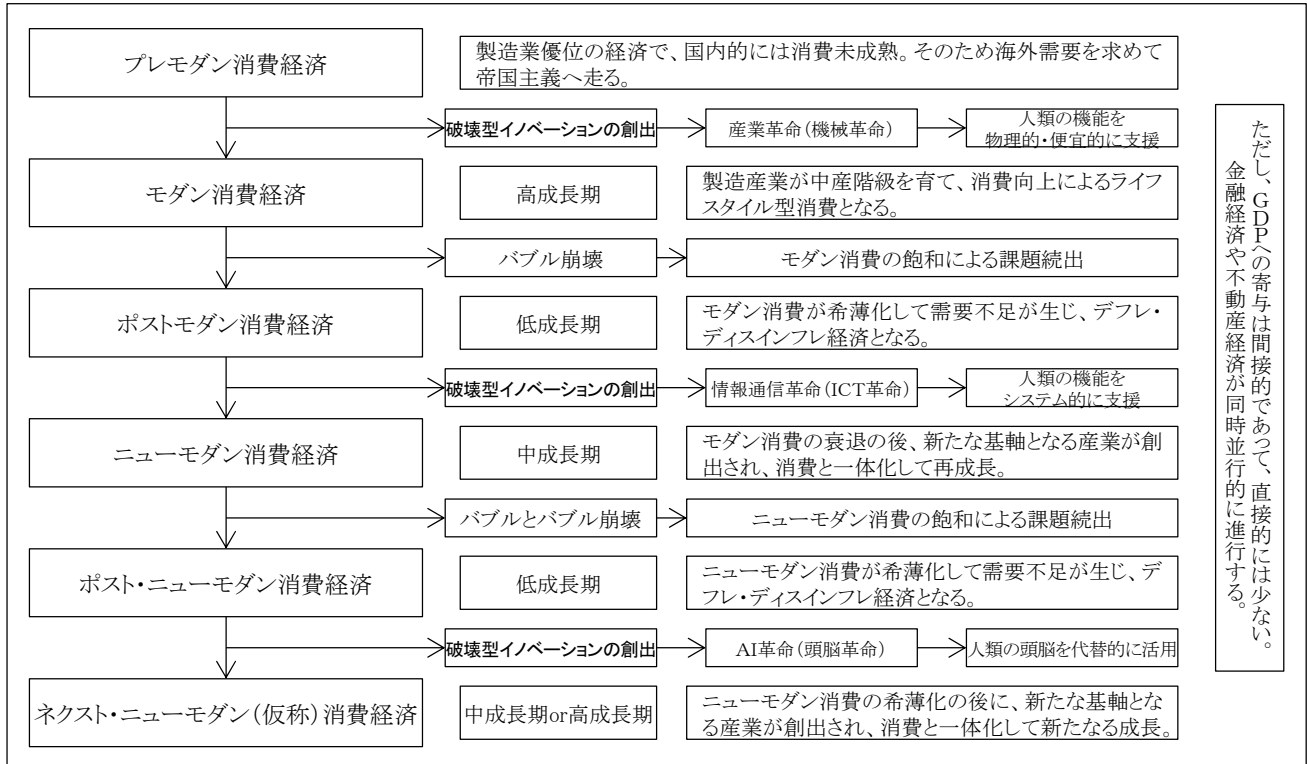 プレモダン消費経済
製造業優位の経済で、国内的には消費未成熟。そのため海外需要を求めて
帝国主義へ走る。
破壊型イノベーションの創出
産業革命（機械革命）
人類の機能を
物理的・便宜的に支援
モダン消費経済
高成長期
製造産業が中産階級を育て、消費向上によるライフ
スタイル型消費となる。
バブル崩壊
モダン消費の飽和による課題続出
ポストモダン消費経済
低成長期
モダン消費が希薄化して需要不足が生じ、デフレ・
ディスインフレ経済となる。
破壊型イノベーションの創出
情報通信革命（ICT革命）
人類の機能を
システム的に支援
ニューモダン消費経済
中成長期
モダン消費の衰退の後、新たな基軸となる産業が創
出され、消費と一体化して再成長。
バブルとバブル崩壊
ニューモダン消費の飽和による課題続出
ポスト・ニューモダン消費経済
低成長期
ニューモダン消費が希薄化して需要不足が生じ、デ
フレ・ディスインフレ経済となる。
破壊型イノベーションの創出
AI革命（頭脳革命）
人類の頭脳を代替的に活用
ネクスト・ニューモダン（仮称）消費経済
中成長期or高成長期
ニューモダン消費の希薄化の後に、新たな基軸とな
る産業が創出され、消費と一体化して新たなる成長。
ただし、GDPへの寄与は間接的であって、直接的には少ない。
金融経済や不動産経済が同時並行的に進行する。